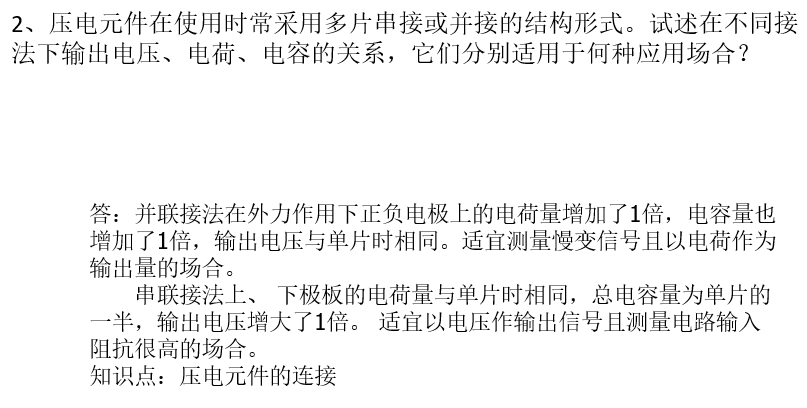 2、压电元件在使用时常采用多片串接或并接的结构形式。试述在不同接
法下输出电压、电荷、电容的关系，它们分别适用于何种应用场合？
答：并联接法在外力作用下正负电极上的电荷量增加了1倍，电容量也
增加了1倍，输出电压与单片时相同。适宜测量慢变信号且以电荷作为
输出量的场合。
串联接法上、 下极板的电荷量与单片时相同，总电容量为单片的
一半，输出电压增大了1倍。 适宜以电压作输出信号且测量电路输入
阻抗很高的场合。
知识点：压电元件的连接